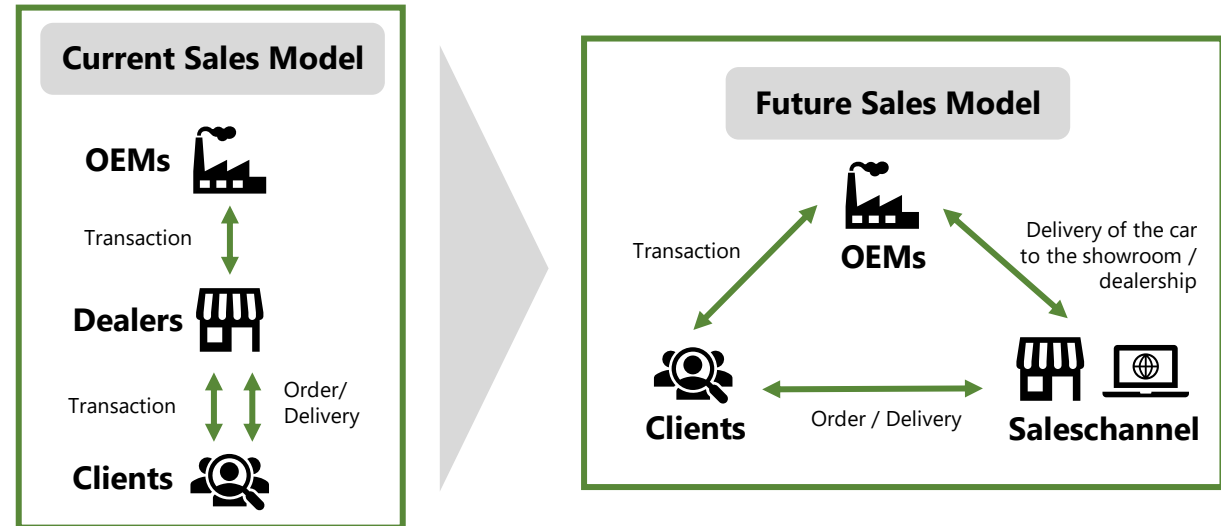 Current Sales Model
OEMs
Transaction
Dealers
Transaction
Order/
Delivery
Clients
Future Sales Model
OEMs
Transaction
Delivery of the car
to the showroom /
dealership
Clients
Order / Delivery
Saleschannel